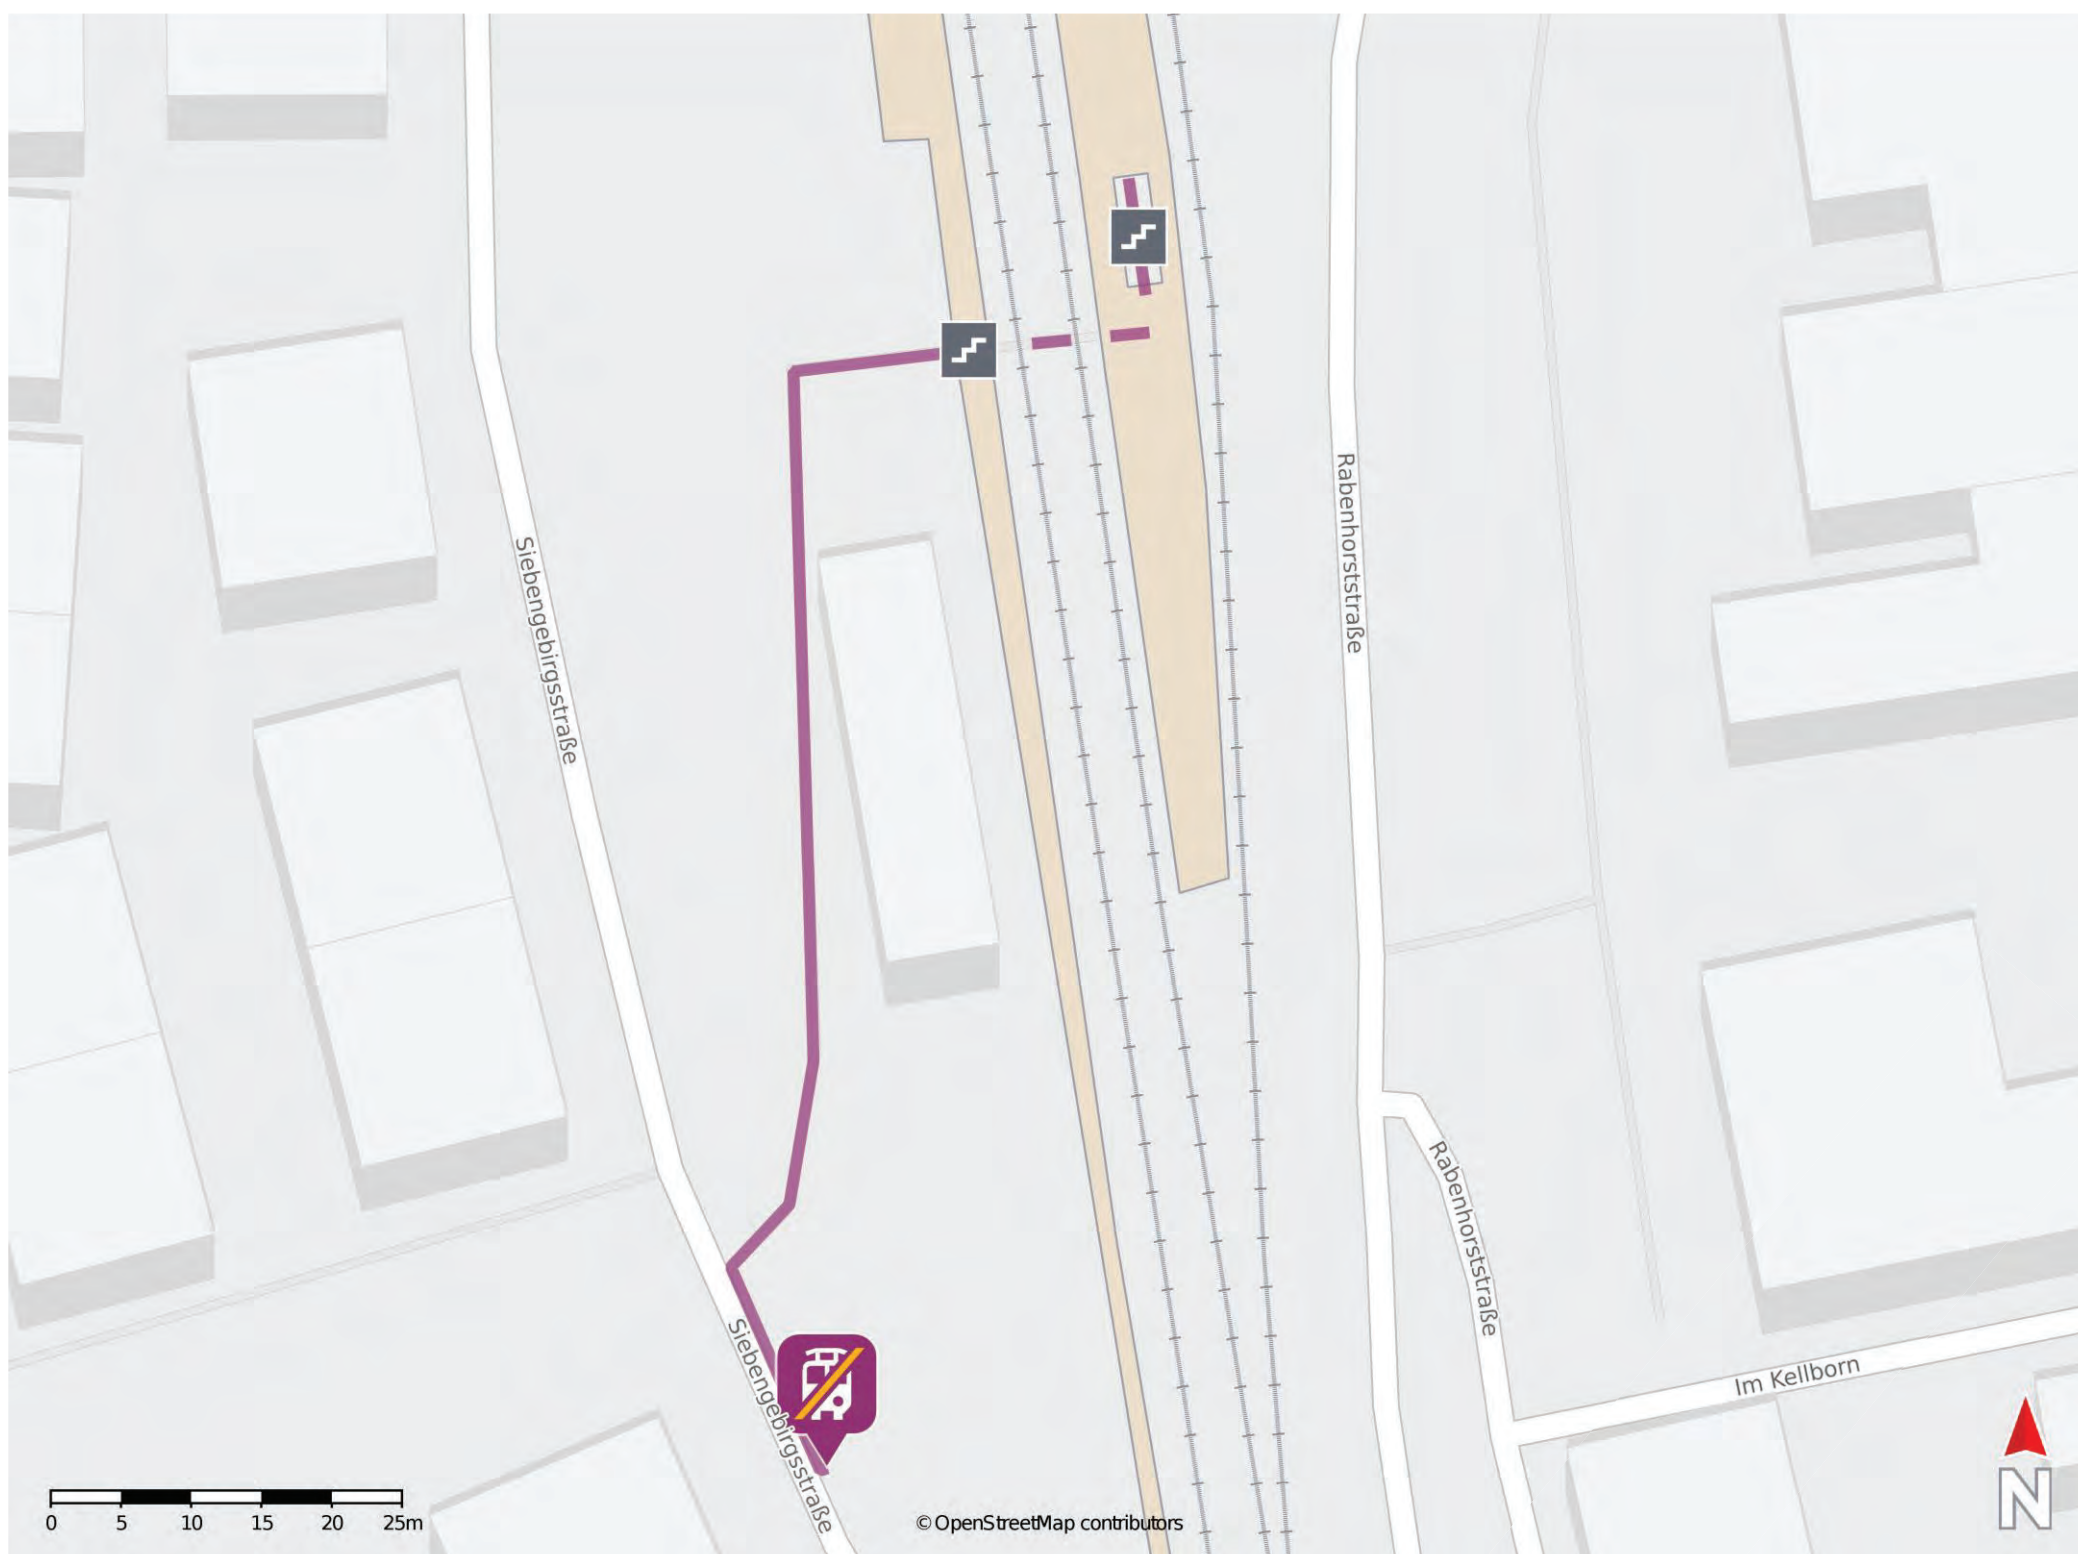 Rabenhorststraße
Siebengebirgsstraße
Rabenhorststraße
Siebengebirgsstraße
Im Kellborn
N
0 5 10 15 20 25m
© OpenStreetMap contributors